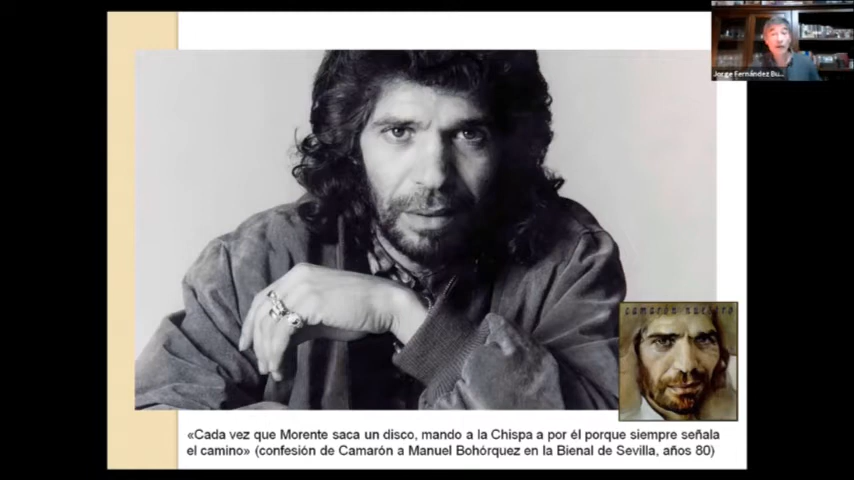 Jorge Fernández Bu...
camarón nuestro
«Cada vez que Morente saca un disco, mando a la Chispa a por él porque siempre señala
el camino» (confesión de Camarón a Manuel Bohórquez en la Bienal de Sevilla, años 80)